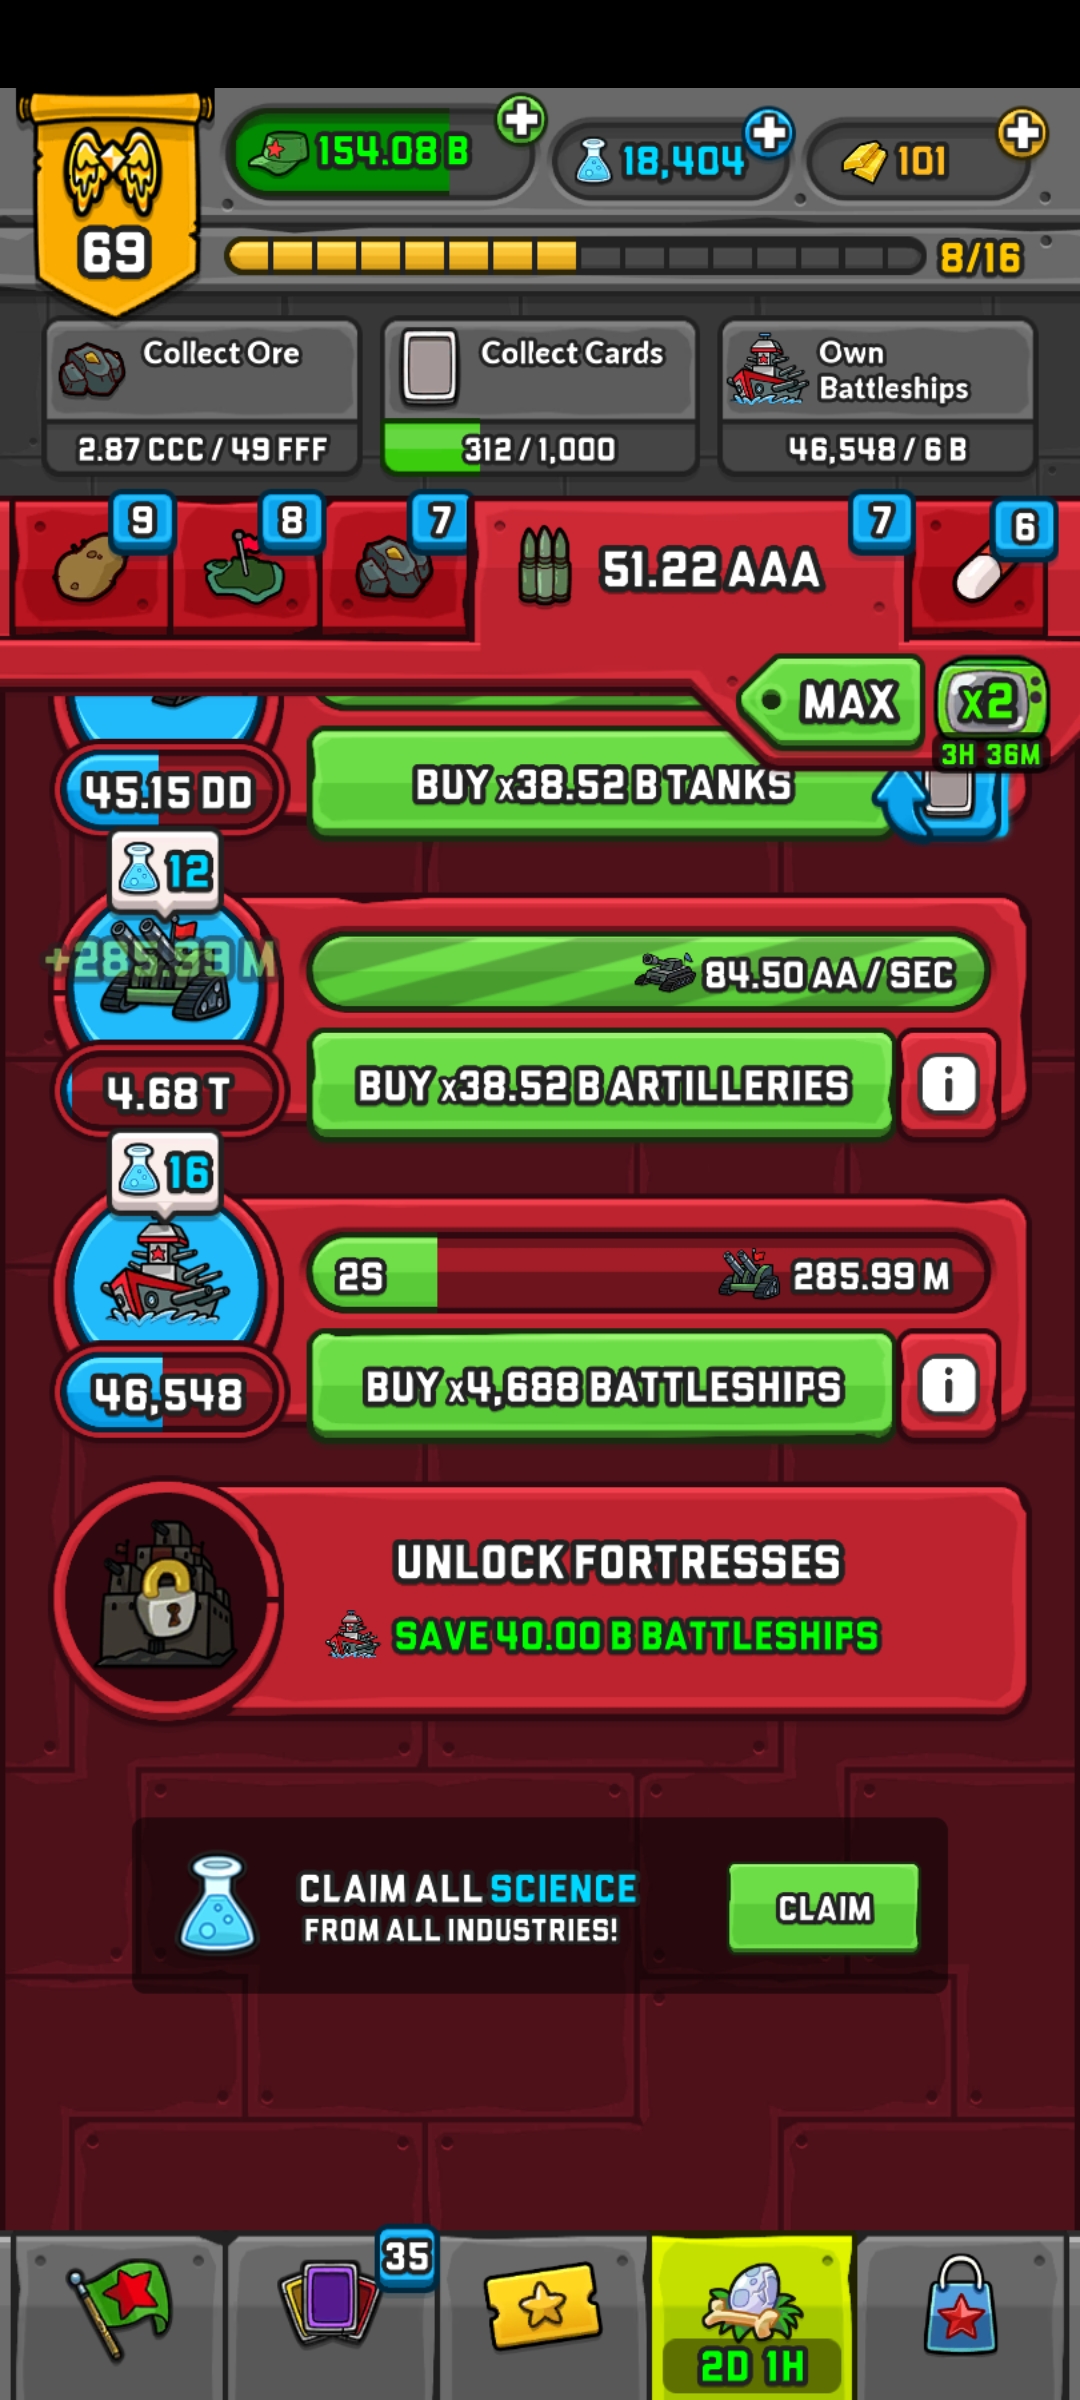 69
154.08 B
18,404
101
8/16
Collect Ore
2.87 CCC / 49 FFF
Collect Cards
312 / 1,000
Own
Battleships
46,548 / 6 B
9
8
7
51.22 AAA
7
6
MAX
x2
3H 36M
45.15 DD
BUY x38.52 B TANKS
12
+285.99 M
84.50 AA / SEC
4.68 T
BUY x38.52 B ARTILLERIES
i
16
2S
285.99 M
46,548
BUY x4,688 BATTLESHIPS
i
UNLOCK FORTRESSES
SAVE 40.00 B BATTLESHIPS
CLAIM ALL SCIENCE
FROM ALL INDUSTRIES!
CLAIM
35
2D 1H